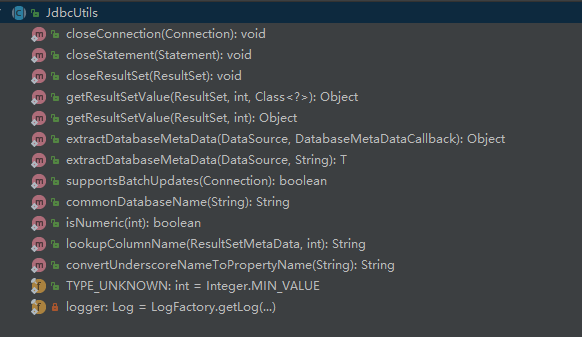 JdbcUtils
closeConnection(Connection): void
closeStatement(Statement): void
closeResultSet(ResultSet): void
getResultSetValue(ResultSet, int, Class<?>): Object
getResultSetValue(ResultSet, int): Object
extractDatabaseMetaData(DataSource, DatabaseMetaDataCallback): Object
extractDatabaseMetaData(DataSource, String): T
supportsBatchUpdates(Connection): boolean
commonDatabaseName(String): String
isNumeric(int): boolean
lookupColumnName(ResultSetMetaData, int): String
convertUnderscoreNameToPropertyName(String): String
TYPE_UNKNOWN: int = Integer.MIN_VALUE
logger: Log = LogFactory.getLog(...)